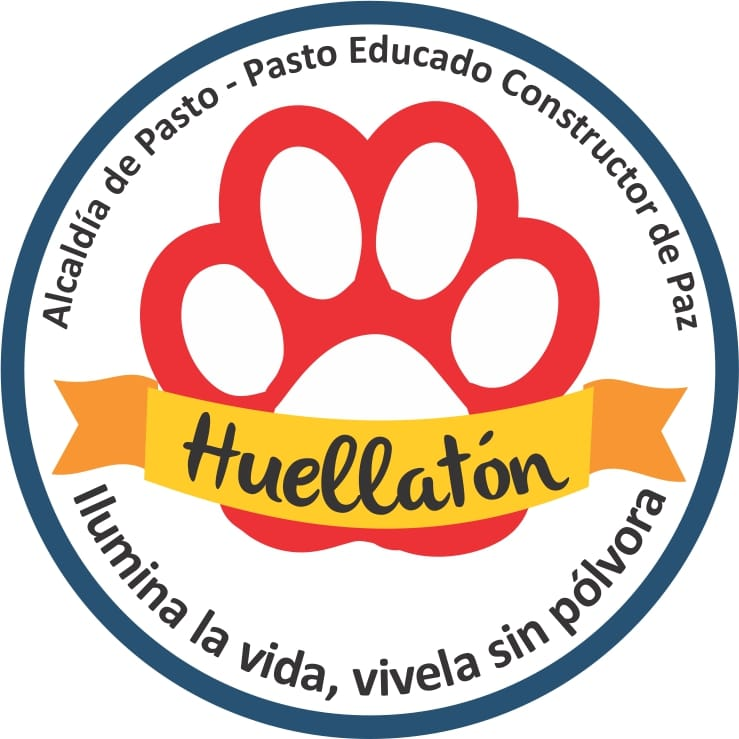 Alcaldía de Pasto - Pasto Educado Constructor de Paz
Huellatón
Ilumina la vida, vivela sin pólvora